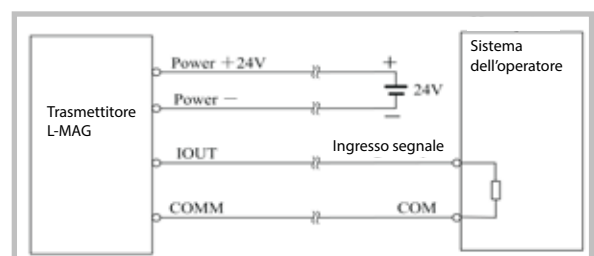 Sistema
dell'operatore
Power +24V
+
24V
Power −
−
Trasmettitore
L-MAG
IOUT
Ingresso segnale
COMM
COM